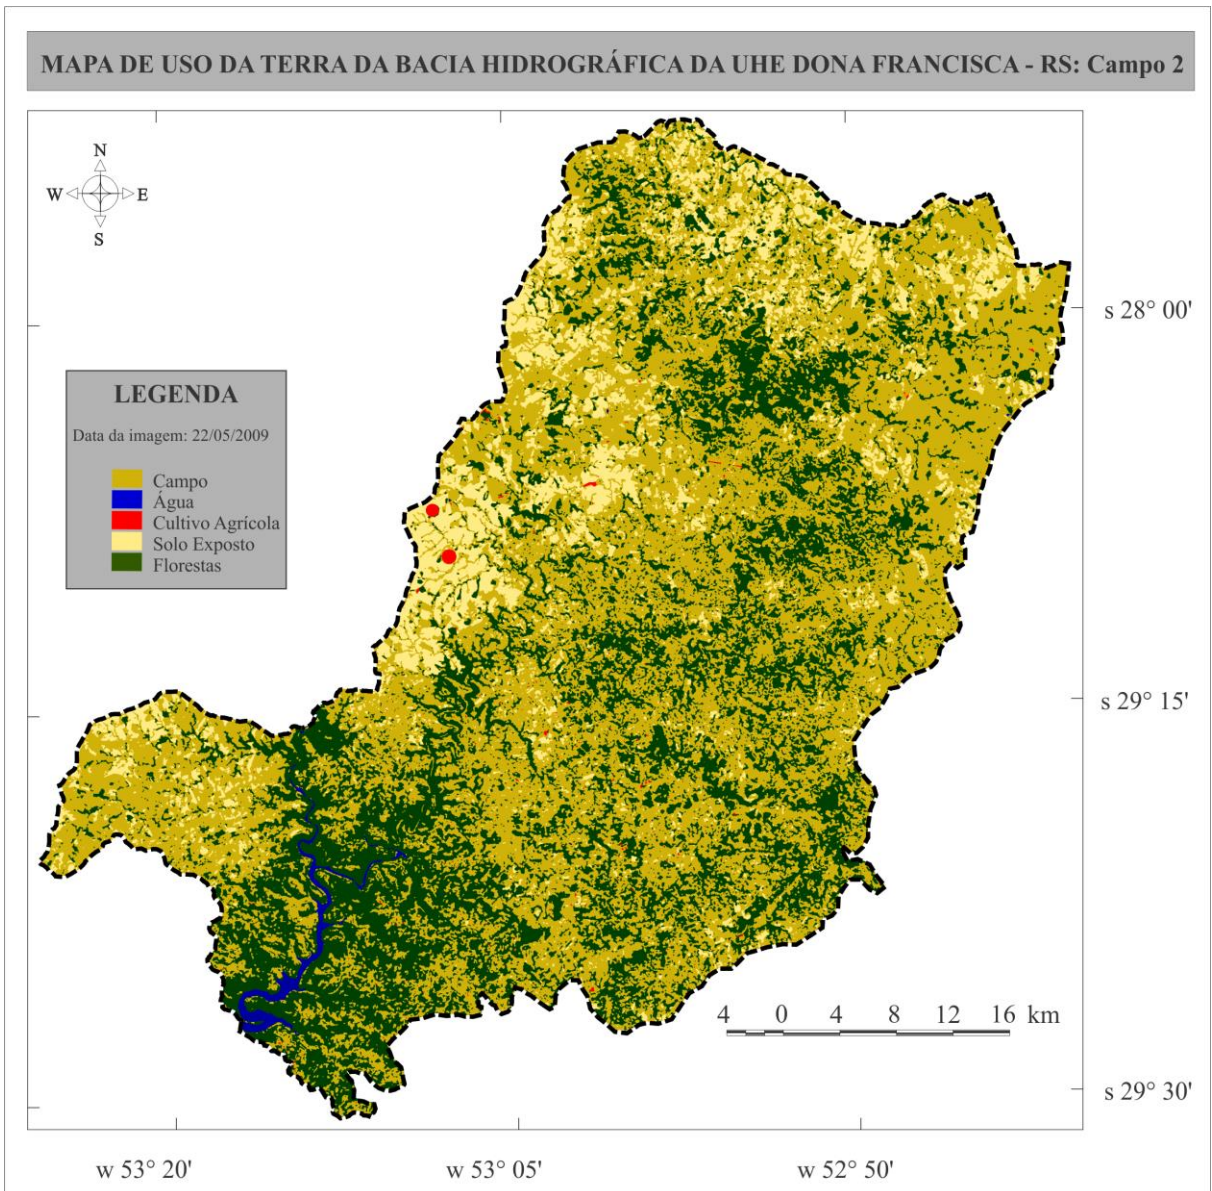 MAPA DE USO DA TERRA DA BACIA HIDROGRÁFICA DA UHE DONA FRANCISCA - RS: Campo 2
N
W E
S
s 28° 00'
LEGENDA
Data da imagem: 22/05/2009
Campo
Água
Cultivo Agrícola
Solo Exposto
Florestas
s 29° 15'
4 0 4 8 12 16 km
s 29° 30'
w 53° 20' w 53° 05' w 52° 50'